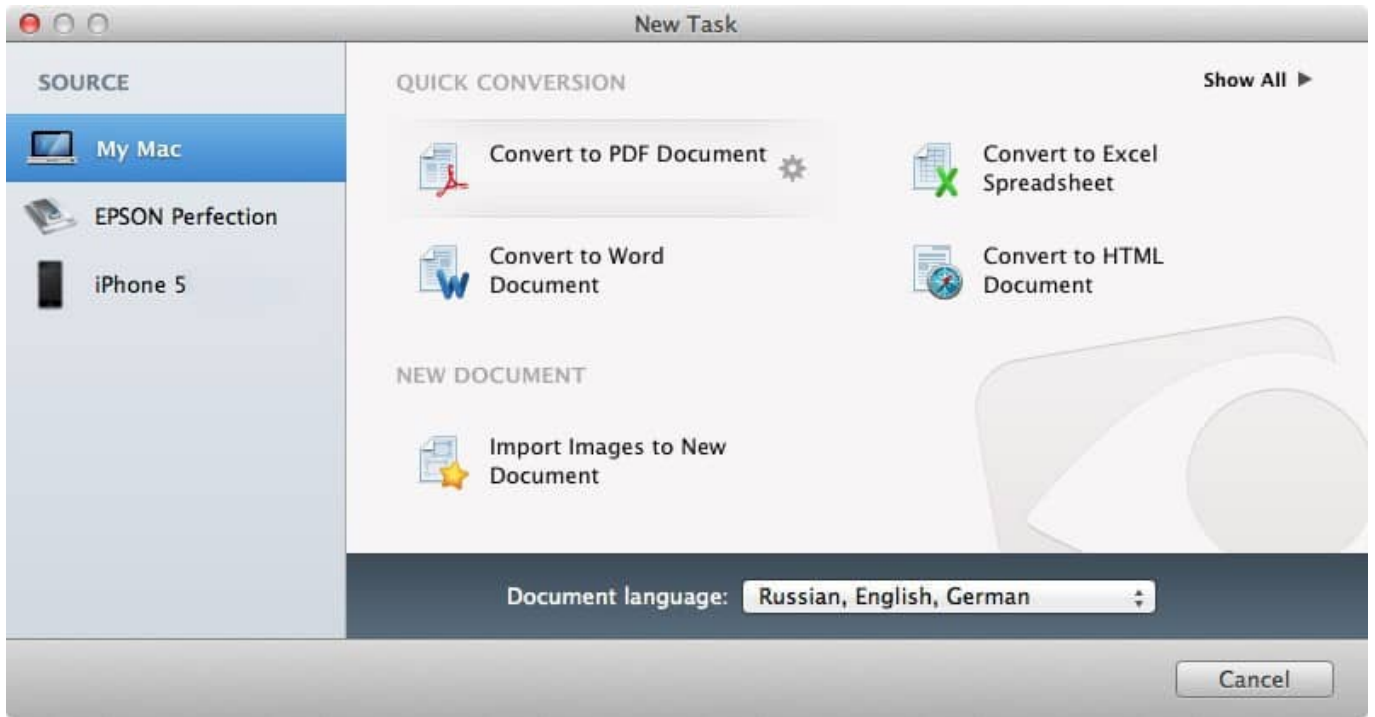 New Task
SOURCE
My Mac
EPSON Perfection
iPhone 5
QUICK CONVERSION
Show All ▶
Convert to PDF Document
Convert to Excel
Spreadsheet
Convert to Word
Document
Convert to HTML
Document
NEW DOCUMENT
Import Images to New
Document
Document language: Russian, English, German
Cancel